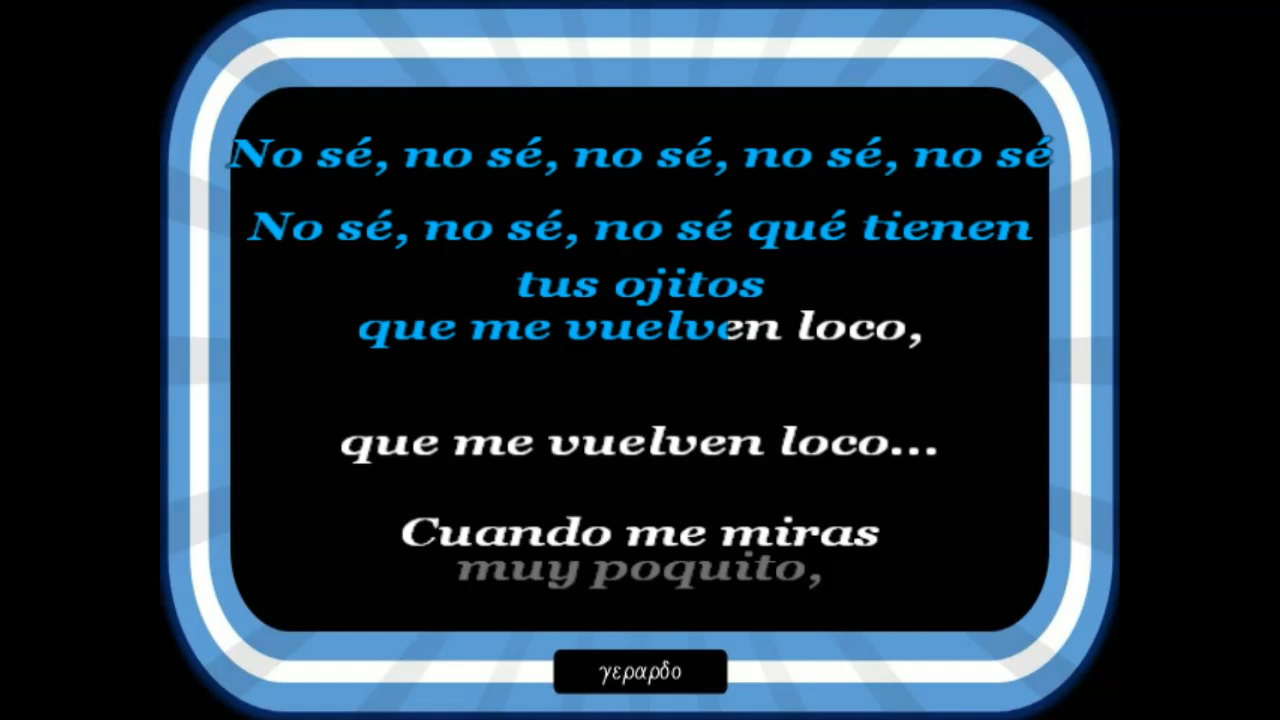 No sé, no sé, no sé, no sé, no sé
No sé, no sé, no sé qué tienen
tus ojitos
que me vuelven loco,
que me vuelven loco...
Cuando me miras
muy poquito,
γεραρδο